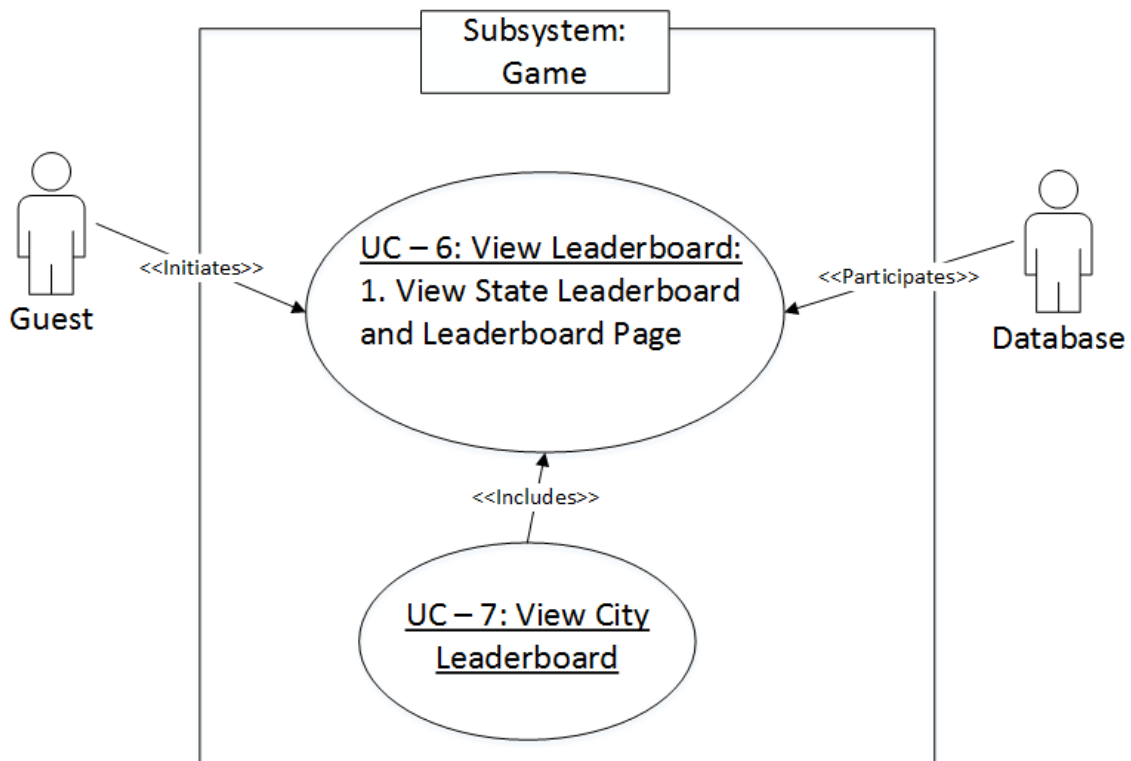 Subsystem:
Game
UC – 6: View Leaderboard:
1. View State Leaderboard
and Leaderboard Page
<<Initiates>>
<<Participates>>
Guest
Database
<<Includes>>
UC – 7: View City
Leaderboard